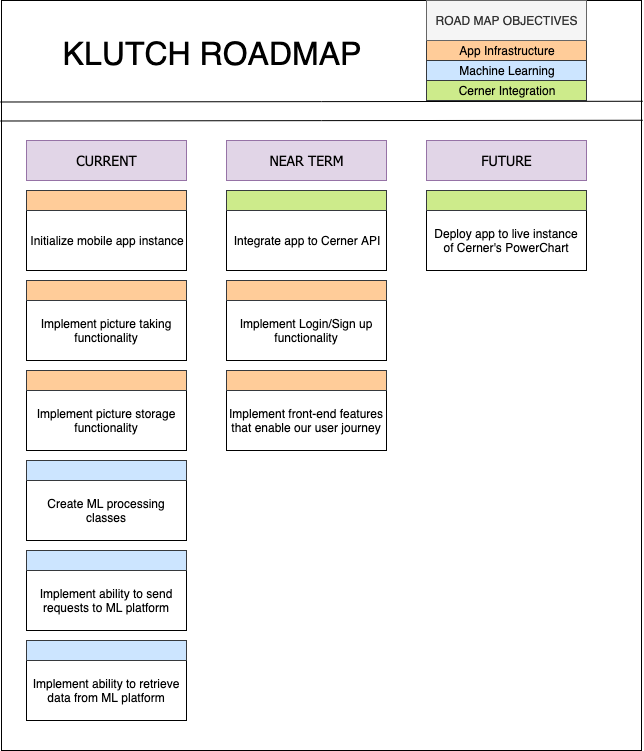 KLUTCH ROADMAP
ROAD MAP OBJECTIVES
App Infrastructure
Machine Learning
Cerner Integration
CURRENT
Initialize mobile app instance
Implement picture taking
functionality
Implement picture storage
functionality
Create ML processing
classes
Implement ability to send
requests to ML platform
Implement ability to retrieve
data from ML platform
NEAR TERM
Integrate app to Cerner API
Implement Login/Sign up
functionality
Implement front-end features
that enable our user journey
FUTURE
Deploy app to live instance
of Cerner's PowerChart